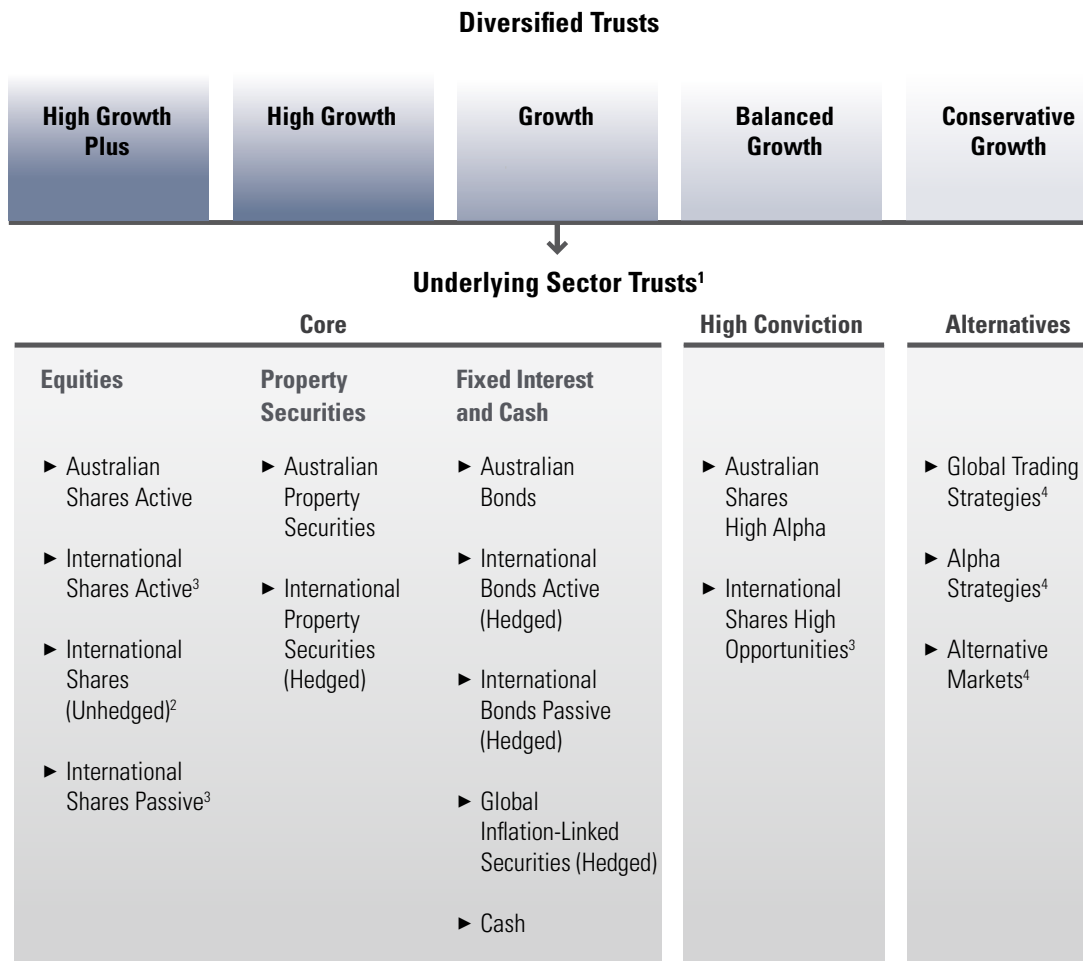 Diversified Trusts
High Growth
Plus
High Growth
Growth
Balanced
Growth
Conservative
Growth
Underlying Sector Trusts¹
Core
Equities
► Australian
Shares Active
► International
Shares Active³
► International
Shares
(Unhedged)²
► International
Shares Passive³
Property
Securities
► Australian
Property
Securities
► International
Property
Securities
(Hedged)
Fixed Interest
and Cash
► Australian
Bonds
► International
Bonds Active
(Hedged)
► International
Bonds Passive
(Hedged)
► Global
Inflation-Linked
Securities (Hedged)
► Cash
High Conviction
► Australian
Shares
High Alpha
► International
Shares High
Opportunities³
Alternatives
► Global Trading
Strategies⁴
► Alpha
Strategies⁴
► Alternative
Markets⁴